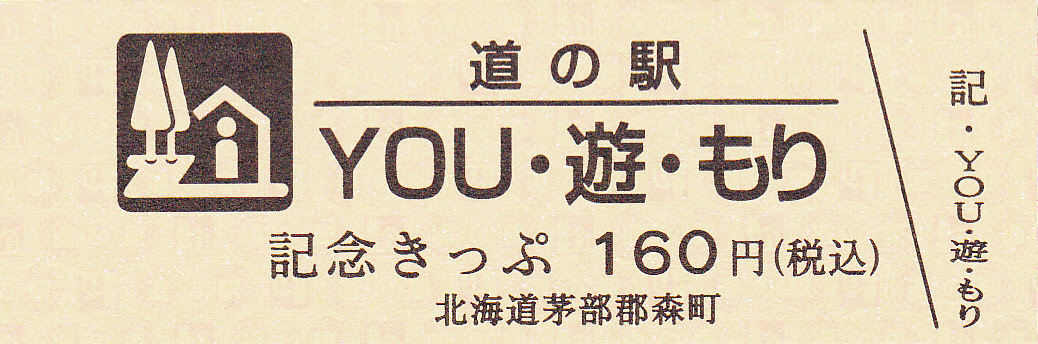 道の駅
YOU・遊・もり
記念きっぷ 160円(税込)
北海道茅部郡森町
記・YOU・遊・もり